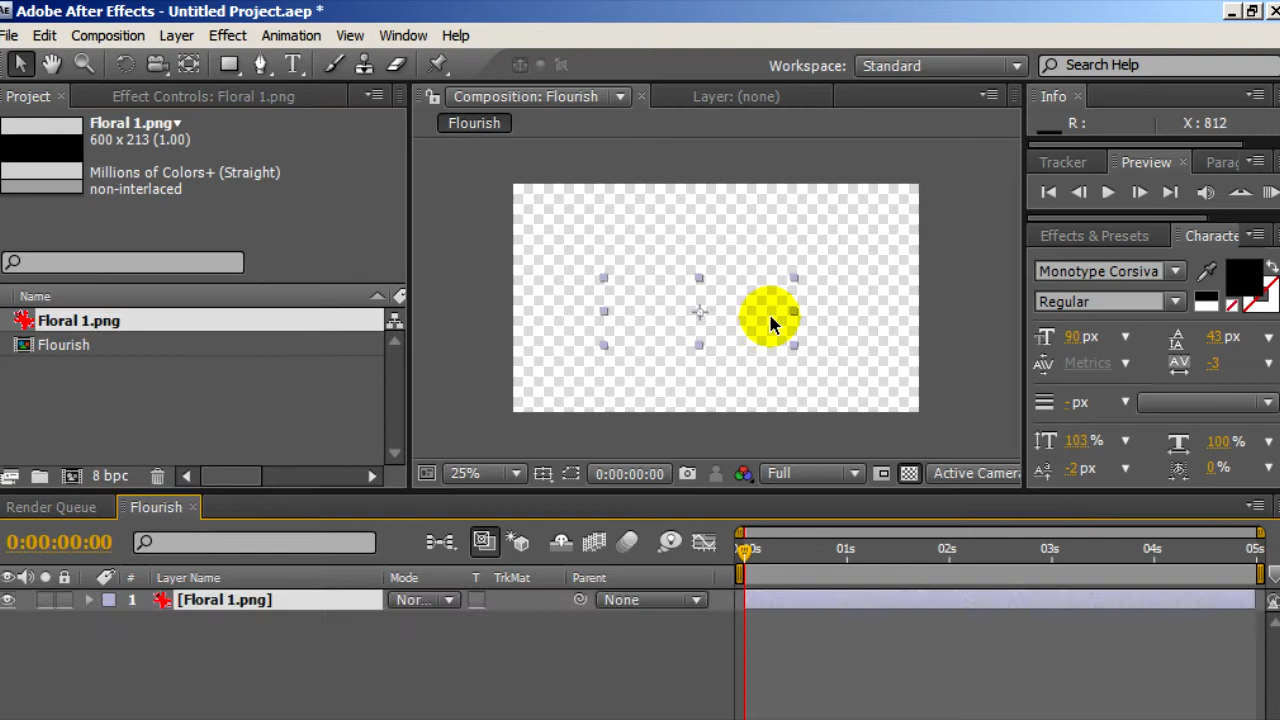 Adobe After Effects - Untitled Project.aep *
File Edit Composition Layer Effect Animation View Window Help
Workspace: Standard Search Help
Project Effect Controls: Floral 1.png Composition: Flourish Layer: (none) Info
Flourish
R: X: 812
Floral 1.png
600 x 213 (1.00)
Millions of Colors+ (Straight)
non-interlaced
Tracker Preview Parag
Effects & Presets Characte
Monotype Corsiva
Regular
90 px 43 px
Metrics -3
- px
103 % 100 %
-2 px 0 %
Name
Floral 1.png
Flourish
8 bpc
25% 0:00:00:00 Full Active Camera
Render Queue Flourish
0:00:00:00
00s 01s 02s 03s 04s 05s
# Layer Name Mode T TrkMat Parent
1 [Floral 1.png] Nor... None